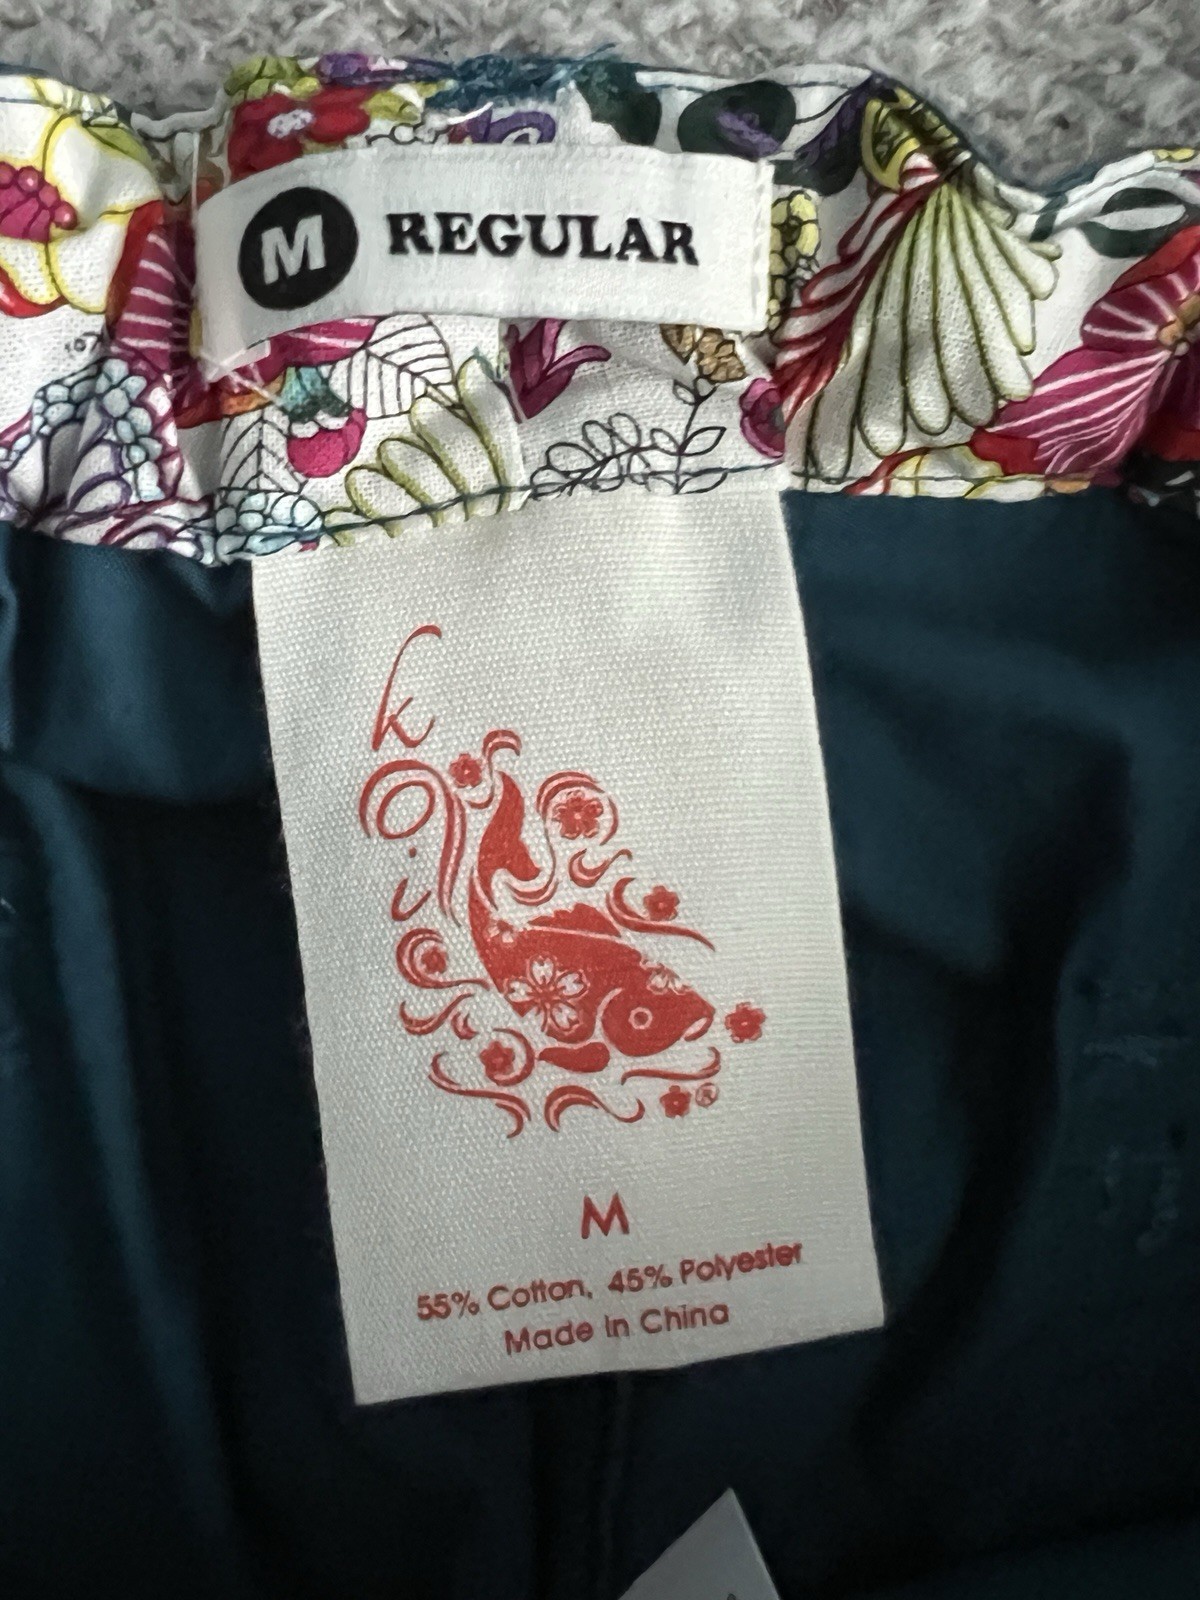 M REGULAR
koi
®
M
55% Cotton, 45% Polyester
Made In China